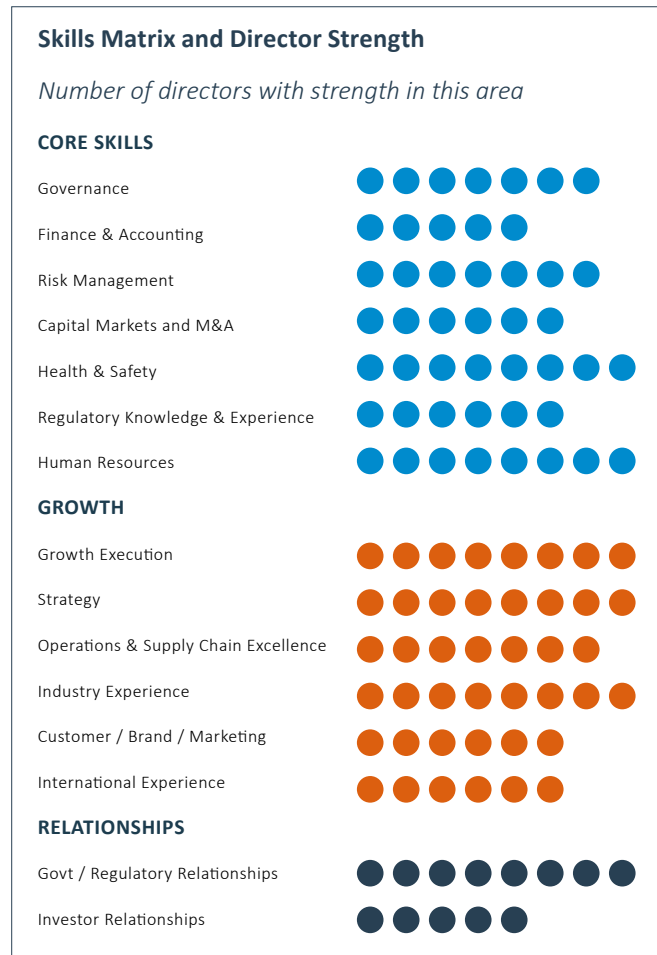 Skills Matrix and Director Strength
Number of directors with strength in this area
CORE SKILLS
Governance
Finance & Accounting
Risk Management
Capital Markets and M&A
Health & Safety
Regulatory Knowledge & Experience
Human Resources
GROWTH
Growth Execution
Strategy
Operations & Supply Chain Excellence
Industry Experience
Customer / Brand / Marketing
International Experience
RELATIONSHIPS
Govt / Regulatory Relationships
Investor Relationships